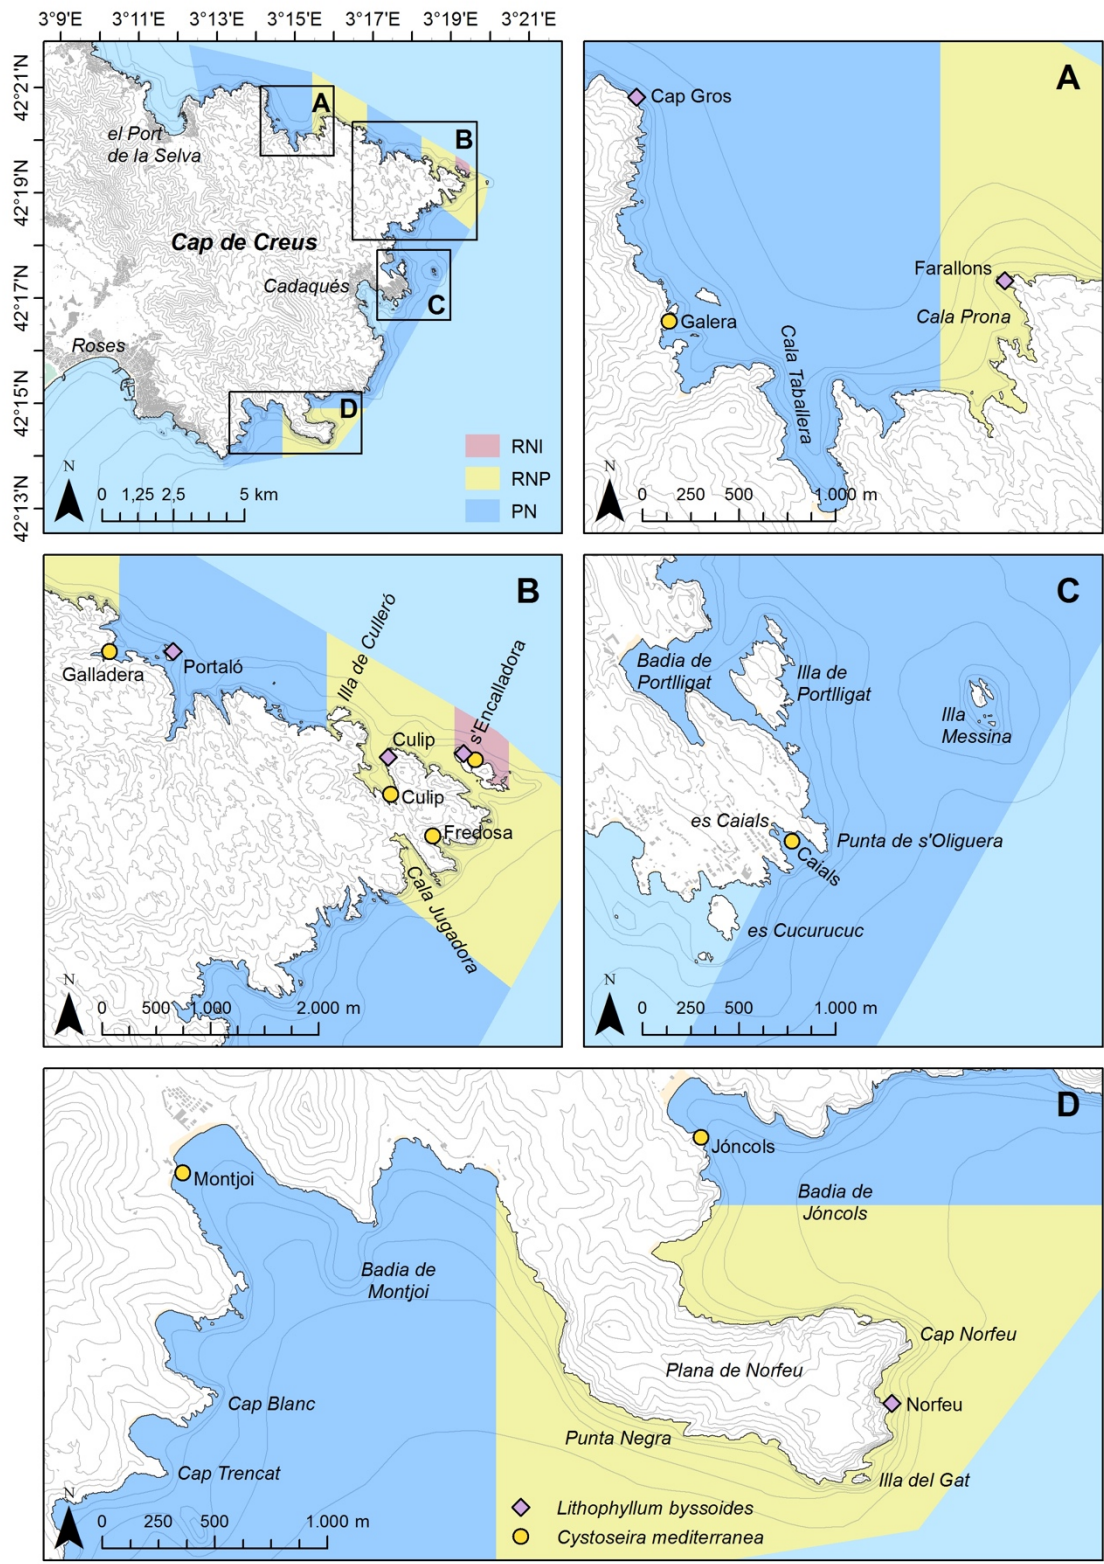 3°9'E 3°11'E 3°13'E 3°15'E 3°17'E 3°19'E 3°21'E
42°21'N
42°19'N
42°17'N
42°15'N
42°13'N
A
B
el Port
de la Selva
Cap de Creus
Cadaqués
C
Roses
D
RNI
RNP
PN
N
0 1,25 2,5 5 km
A
Cap Gros
Farallons
Cala Prona
Galera
Cala Taballera
N
0 250 500 1.000 m
B
Illa de Culleró
s'Encalladora
Galladera
Portaló
Culip
Culip
Fredosa
Cala Jugadora
N
0 500 1.000 2.000 m
C
Badia de
Portlligat
Illa de
Portlligat
Illa
Messina
es Caials
Punta de s'Oliguera
Caials
es Cucurucuc
N
0 250 500 1.000 m
D
Montjoi
Jóncols
Badia de
Jóncols
Badia de
Montjoi
Cap Norfeu
Plana de Norfeu
Cap Blanc
Norfeu
Punta Negra
Cap Trencat
Illa del Gat
N
0 250 500 1.000 m
Lithophyllum byssoides
Cystoseira mediterranea